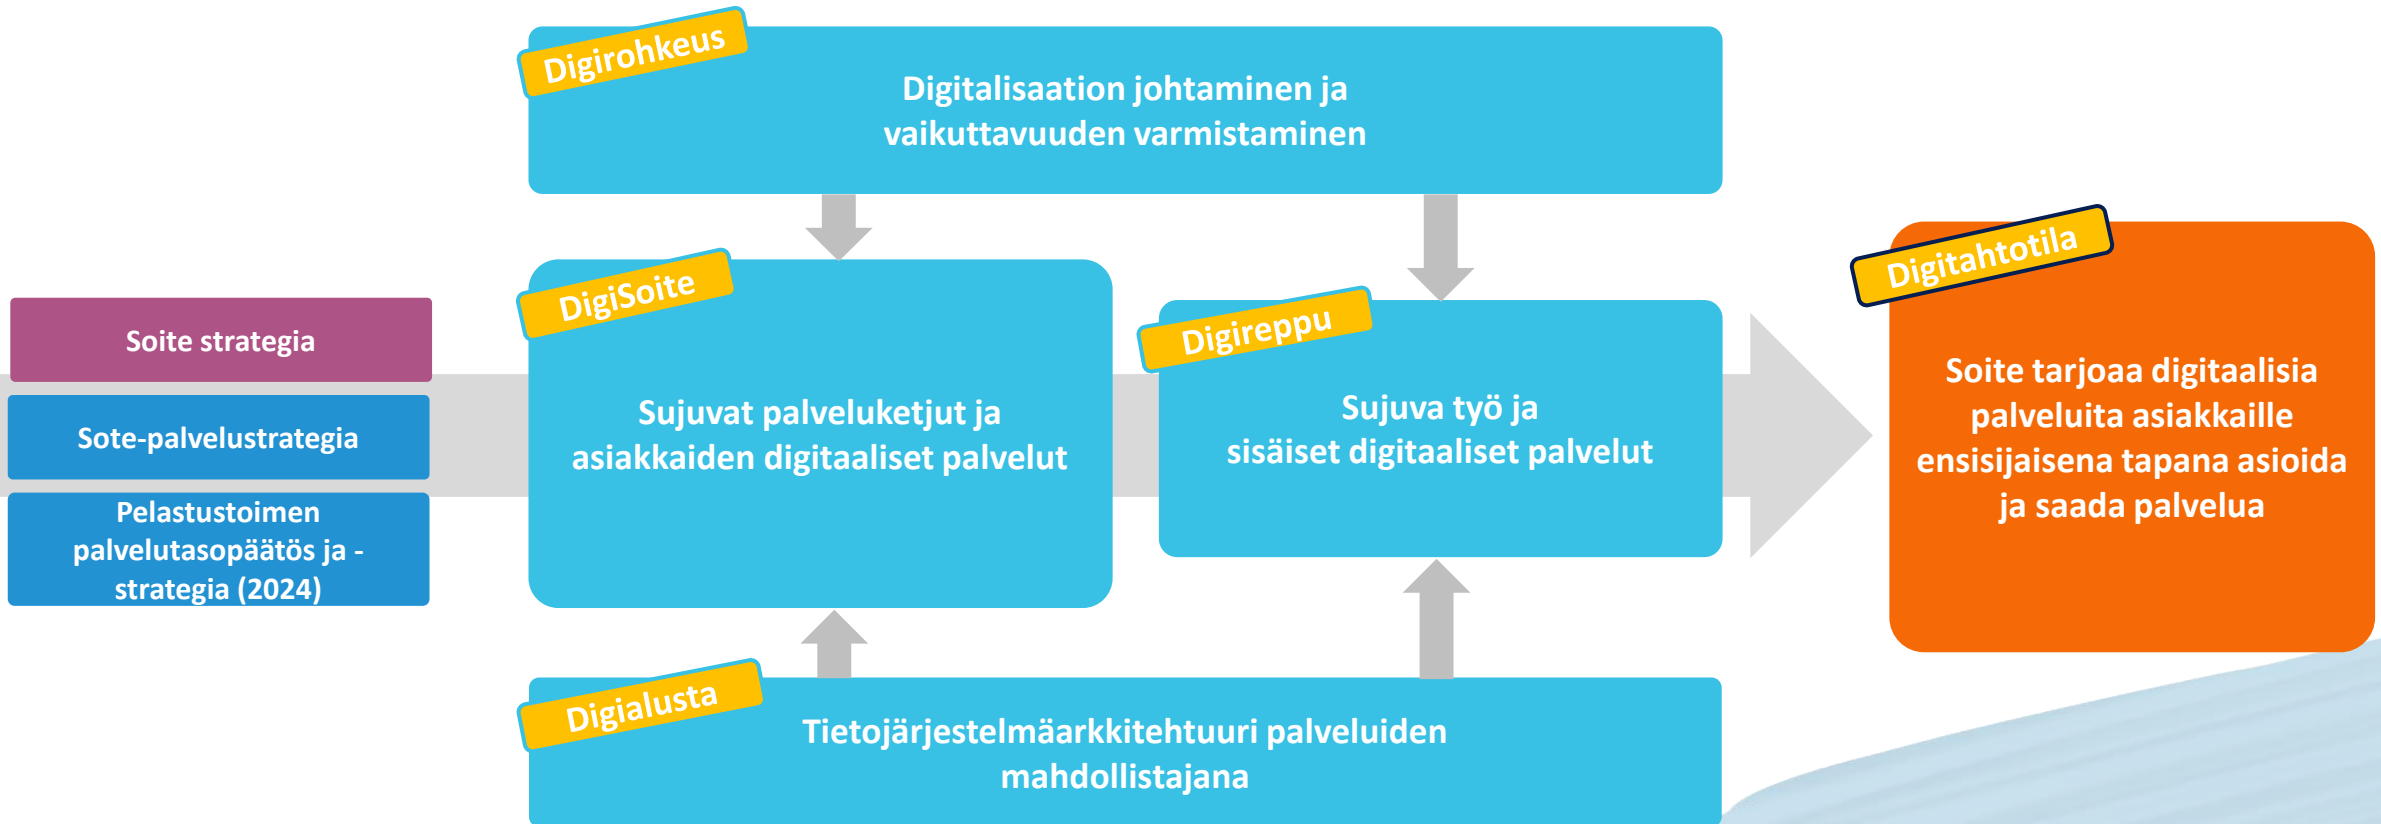 Digirohkeus
Digitalisaation johtaminen ja
vaikuttavuuden varmistaminen
Soite strategia
Sote-palvelustrategia
Pelastustoimen
palvelutasopäätös ja -
strategia (2024)
DigiSoite
Sujuvat palveluketjut ja
asiakkaiden digitaaliset palvelut
Digireppu
Sujuva työ ja
sisäiset digitaaliset palvelut
Digitahtotila
Soite tarjoaa digitaalisia
palveluita asiakkaille
ensisijaisena tapana asioida
ja saada palvelua
Digialusta
Tietojärjestelmäarkkitehtuuri palveluiden
mahdollistajana